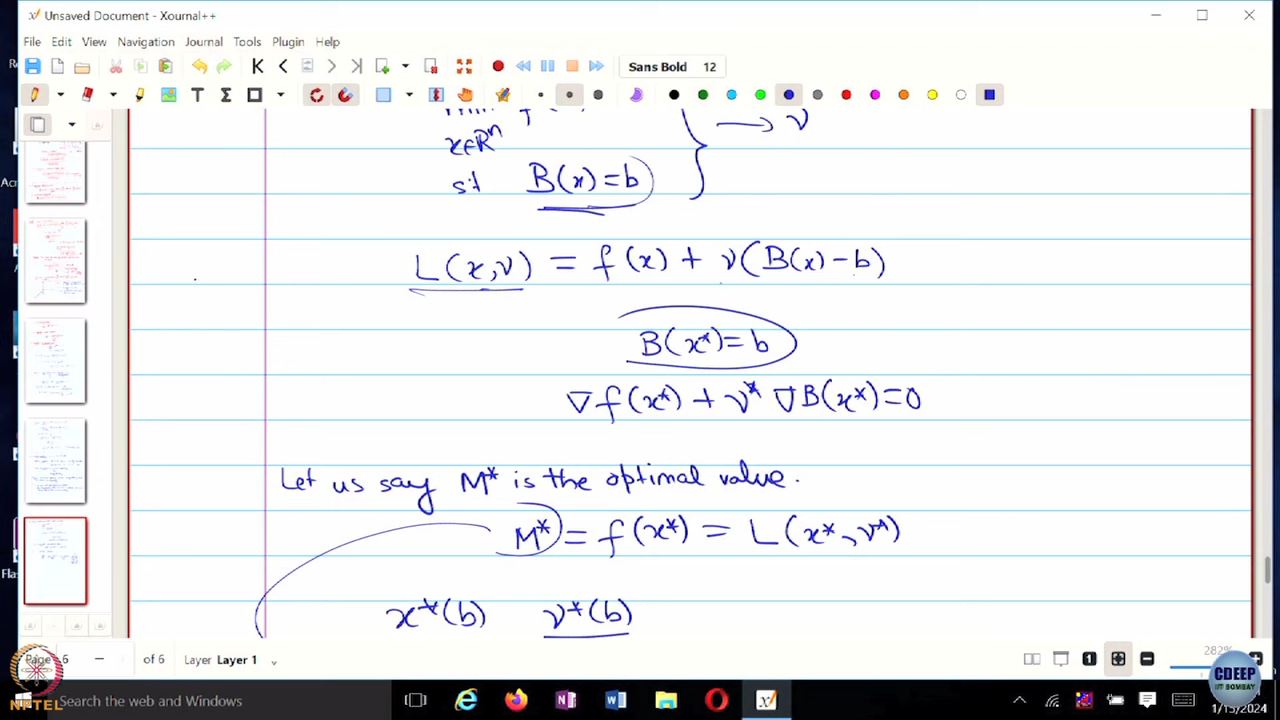 Unsaved Document - Xournal++
File Edit View Navigation Journal Tools Plugin Help
Sans Bold 12
x∈Rⁿ
s.t B(x)=b → ν
L(x,ν) = f(x) + ν(B(x)-b)
B(x*)=b
∇f(x*) + ν* ∇B(x*)=0
Let us say M* is the optimal value.
M* = f(x*) = L(x*,ν*)
x*(b) ν*(b)
Page 6 of 6 Layer Layer 1 282%
NPTEL
Search the web and Windows
CDEEP
IIT BOMBAY
1/15/2024